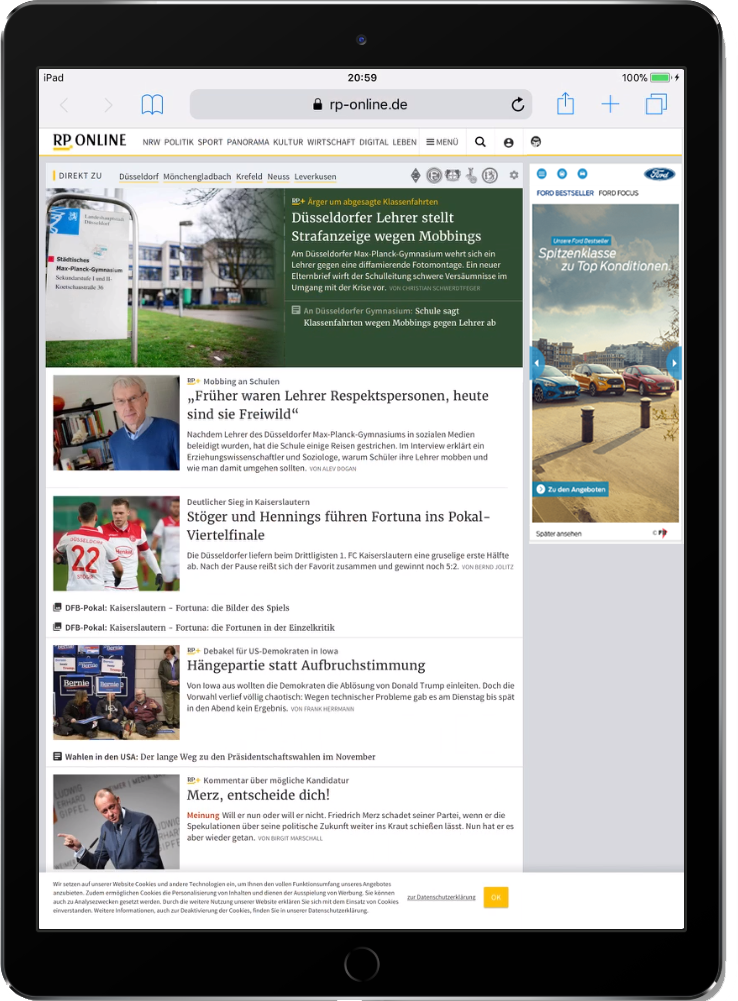 iPad
20:59
100%
rp-online.de
RP ONLINE
NRW POLITIK SPORT PANORAMA KULTUR WIRTSCHAFT DIGITAL LEBEN
MENÜ
DIREKT ZU
Düsseldorf Mönchengladbach Krefeld Neuss Leverkusen
Landeshauptstadt
Düsseldorf
Städtisches
Max-Planck-Gymnasium
Sekundarstufe I und II
Koetschaustraße 36
RP+ Ärger um abgesagte Klassenfahrten
Düsseldorfer Lehrer stellt
Strafanzeige wegen Mobbings
Am Düsseldorfer Max-Planck-Gymnasium wehrt sich ein
Lehrer gegen eine diffamierende Fotomontage. Ein neuer
Elternbrief wirft der Schulleitung schwere Versäumnisse im
Umgang mit der Krise vor. VON CHRISTIAN SCHWERDTFEGER
An Düsseldorfer Gymnasium: Schule sagt
Klassenfahrten wegen Mobbings gegen Lehrer ab
RP+ Mobbing an Schulen
„Früher waren Lehrer Respektspersonen, heute
sind sie Freiwild“
Nachdem Lehrer des Düsseldorfer Max-Planck-Gymnasiums in sozialen Medien
beleidigt wurden, hat die Schule einige Reisen gestrichen. Im Interview erklärt ein
Erziehungswissenschaftler und Soziologe, warum Schüler ihre Lehrer mobben und
wie man damit umgehen sollten. VON ALEV DOGAN
22
Henkel
Deutlicher Sieg in Kaiserslautern
Stöger und Hennings führen Fortuna ins Pokal-
Viertelfinale
Die Düsseldorfer liefern beim Drittligisten 1. FC Kaiserslautern eine gruselige erste Hälfte
ab. Nach der Pause reißt sich der Favorit zusammen und gewinnt noch 5:2. VON BERND JOLITZ
DFB-Pokal: Kaiserslautern – Fortuna: die Bilder des Spiels
DFB-Pokal: Kaiserslautern – Fortuna: die Fortunen in der Einzelkritik
Bernie
Bernie
RP+ Debakel für US-Demokraten in Iowa
Hängepartie statt Aufbruchstimmung
Von Iowa aus wollten die Demokraten die Ablösung von Donald Trump einleiten. Doch die
Vorwahl verlief völlig chaotisch: Wegen technischer Probleme gab es am Dienstag bis spät
in den Abend kein Ergebnis. VON FRANK HERRMANN
Wahlen in den USA: Der lange Weg zu den Präsidentschaftswahlen im November
LUDWIG
ERHARD
GIPFEL
RP+ Kommentar über mögliche Kandidatur
Merz, entscheide dich!
Meinung Will er nun oder will er nicht. Friedrich Merz schadet seiner Partei, wenn er die
Spekulationen über seine politische Zukunft weiter ins Kraut schießen lässt. Nun hat er es
aber wieder getan. VON BIRGIT MARSCHALL
Ford
FORD BESTSELLER FORD FOCUS
Unsere Ford Bestseller
Spitzenklasse
zu Top Konditionen.
Zu den Angeboten
Später ansehen
Wir setzen auf unserer Website Cookies und andere Technologien ein, um Ihnen den vollen Funktionsumfang unseres Angebotes
anzubieten. Zudem ermöglichen Cookies die Personalisierung von Inhalten und dienen der Ausspielung von Werbung. Sie können
auch zu Analysezwecken gesetzt werden. Durch die weitere Nutzung unserer Website erklären Sie sich mit dem Einsatz von Cookies
einverstanden. Weitere Informationen, auch zur Deaktivierung der Cookies, finden Sie in unserer Datenschutzerklärung.
zur Datenschutzerklärung
OK